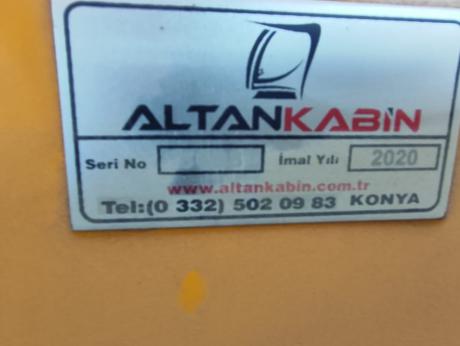 ALTANKABİN
Seri No İmal Yılı 2020
www.altankabin.com.tr
Tel:(0 332) 502 09 83 KONYA